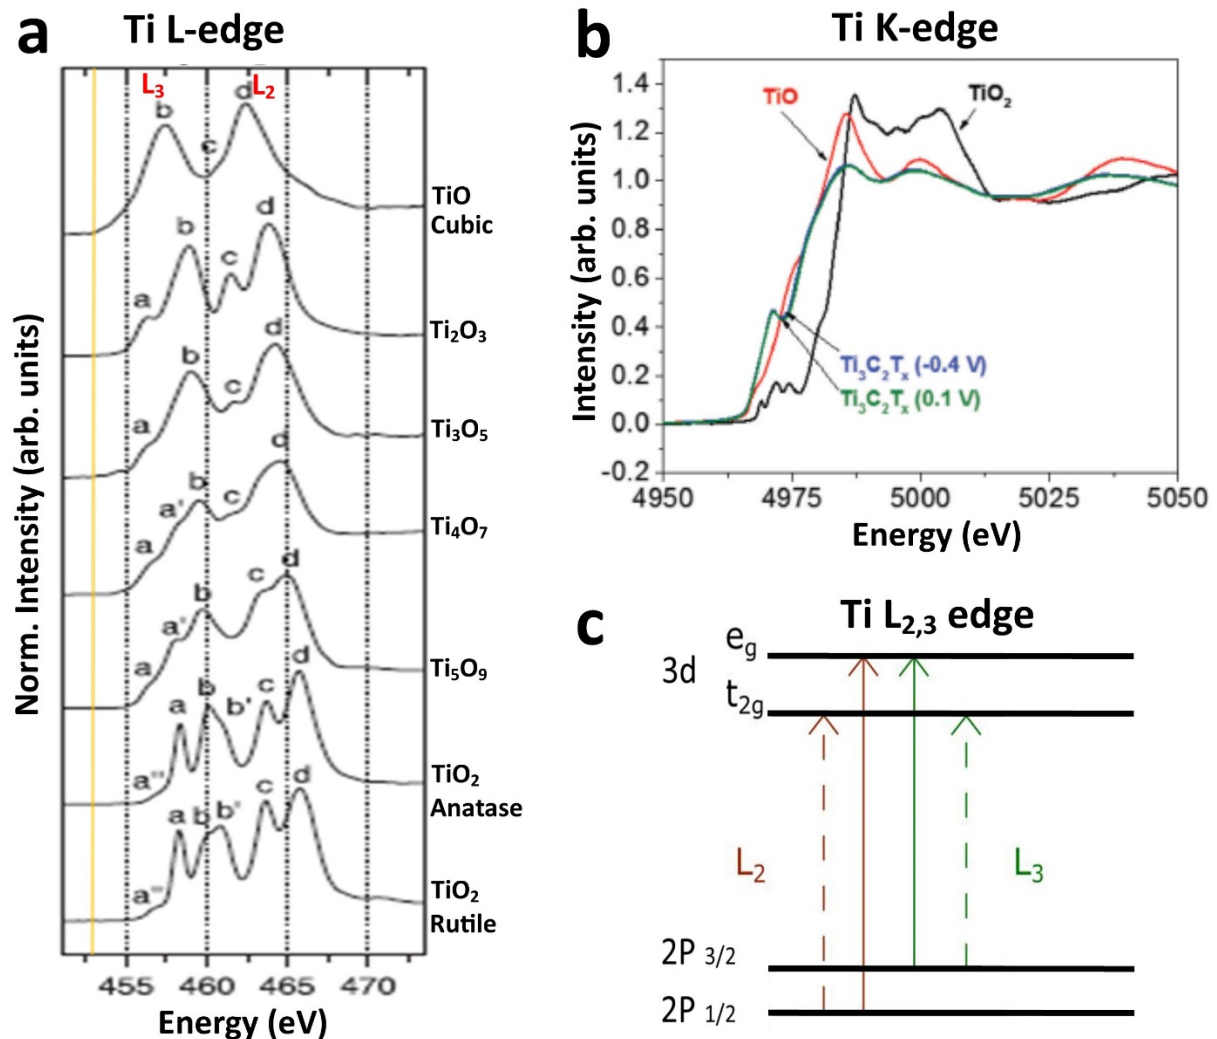 a
Ti L-edge
L3
L2
b
c
d
TiO
Cubic
a
b
c
d
Ti2O3
a
b
c
d
Ti3O5
a
a'
b
c
d
Ti4O7
a
a'
b
c
d
Ti5O9
a"
a
b
b'
c
d
TiO2
Anatase
a"
a
b
b'
c
d
TiO2
Rutile
455 460 465 470
Energy (eV)
Norm. Intensity (arb. units)
b
Ti K-edge
TiO
TiO2
Ti3C2Tx (-0.4 V)
Ti3C2Tx (0.1 V)
1.4
1.2
1.0
0.8
0.6
0.4
0.2
0.0
-0.2
4950 4975 5000 5025 5050
Energy (eV)
Intensity (arb. units)
c
Ti L2,3 edge
3d
eg
t2g
L2
L3
2P 3/2
2P 1/2